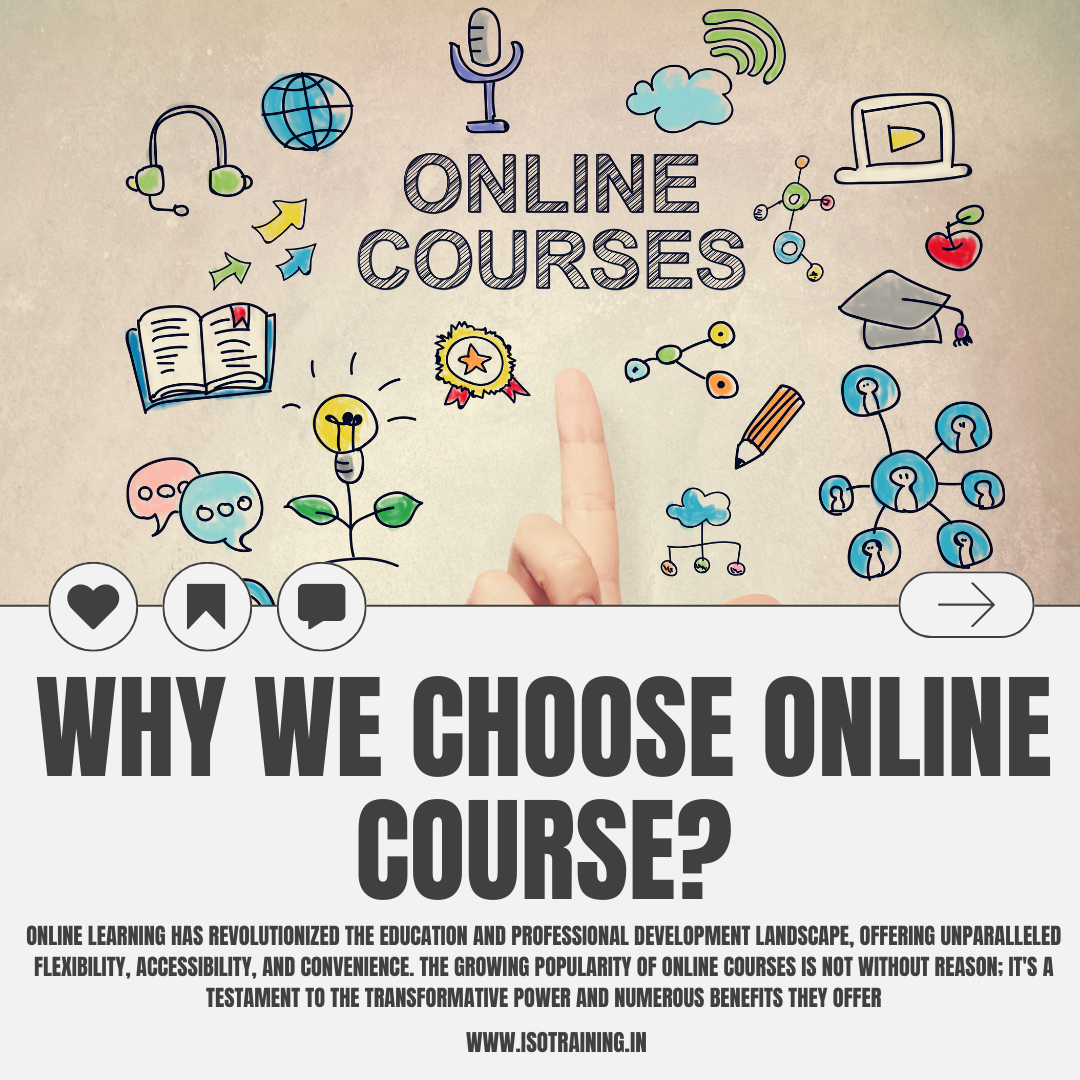 ONLINE
COURSES
WHY WE CHOOSE ONLINE
COURSE?
ONLINE LEARNING HAS REVOLUTIONIZED THE EDUCATION AND PROFESSIONAL DEVELOPMENT LANDSCAPE, OFFERING UNPARALLELED
FLEXIBILITY, ACCESSIBILITY, AND CONVENIENCE. THE GROWING POPULARITY OF ONLINE COURSES IS NOT WITHOUT REASON; IT'S A
TESTAMENT TO THE TRANSFORMATIVE POWER AND NUMEROUS BENEFITS THEY OFFER
WWW.ISOTRAINING.IN